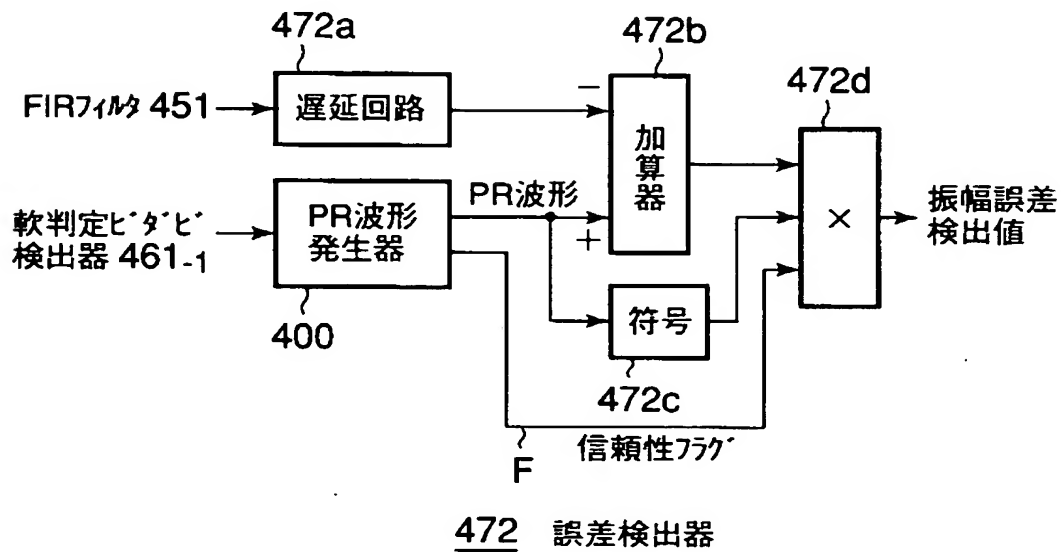 472a
472b
472d
FIRフィルタ 451
遅延回路
−
加
算
器
×
振幅誤差
検出値
軟判定ビダビ
検出器 461-1
PR波形
発生器
PR波形
+
400
符号
472c
信頼性フラグ
F
472 誤差検出器